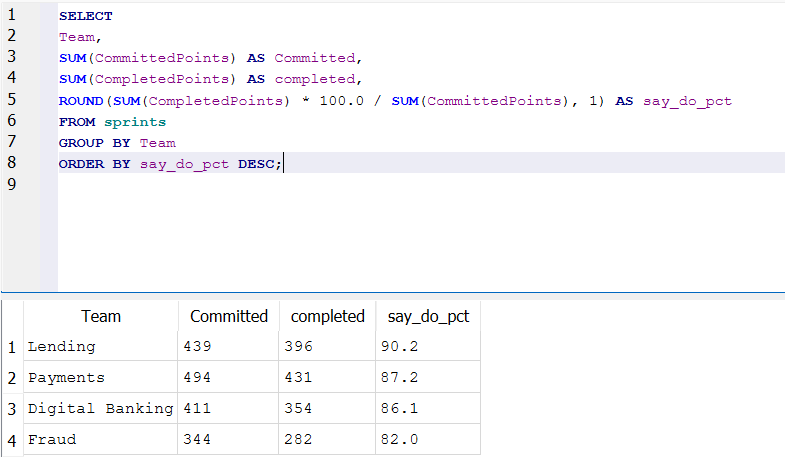 1 SELECT
2 Team,
3 SUM(CommittedPoints) AS Committed,
4 SUM(CompletedPoints) AS completed,
5 ROUND(SUM(CompletedPoints) * 100.0 / SUM(CommittedPoints), 1) AS say_do_pct
6 FROM sprints
7 GROUP BY Team
8 ORDER BY say_do_pct DESC;
9
Team Committed completed say_do_pct
1 Lending 439 396 90.2
2 Payments 494 431 87.2
3 Digital Banking 411 354 86.1
4 Fraud 344 282 82.0